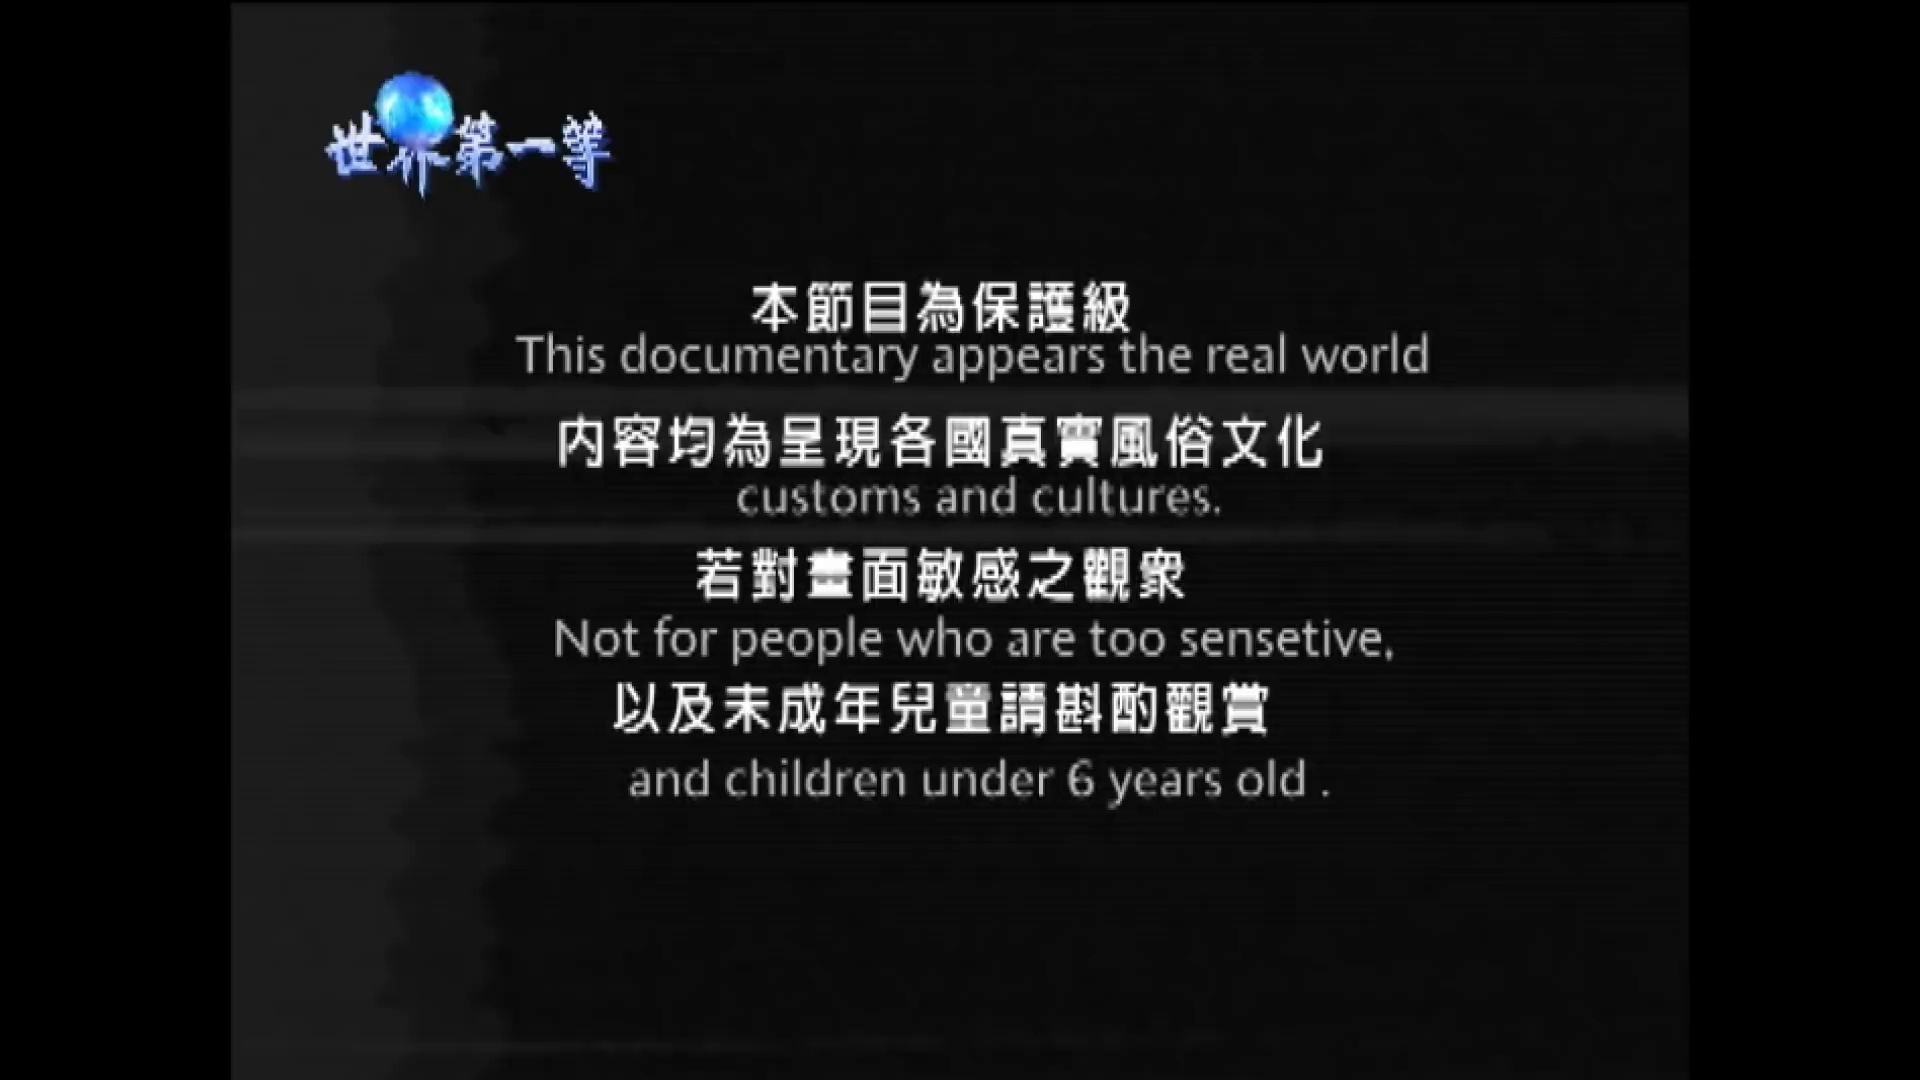 世界第一等
本節目為保護級
This documentary appears the real world
內容均為呈現各國真實風俗文化
customs and cultures.
若對畫面敏感之觀眾
Not for people who are too sensetive,
以及未成年兒童請斟酌觀賞
and children under 6 years old .